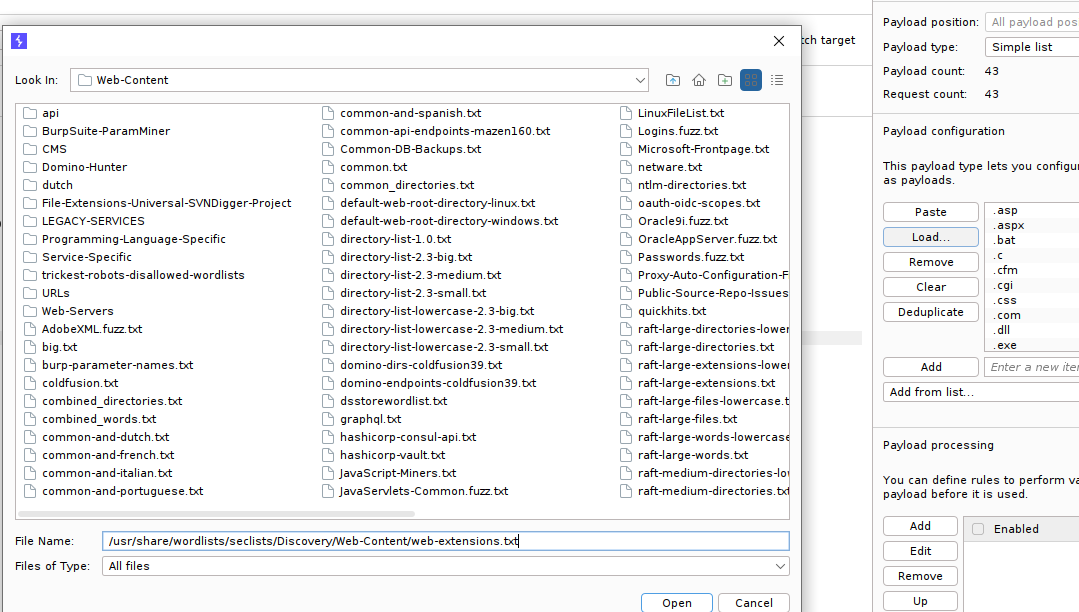 tch target
Look In:
Web-Content
api
BurpSuite-ParamMiner
CMS
Domino-Hunter
dutch
File-Extensions-Universal-SVNDigger-Project
LEGACY-SERVICES
Programming-Language-Specific
Service-Specific
trickest-robots-disallowed-wordlists
URLs
Web-Servers
AdobeXML.fuzz.txt
big.txt
burp-parameter-names.txt
coldfusion.txt
combined_directories.txt
combined_words.txt
common-and-dutch.txt
common-and-french.txt
common-and-italian.txt
common-and-portuguese.txt
common-and-spanish.txt
common-api-endpoints-mazen160.txt
Common-DB-Backups.txt
common.txt
common_directories.txt
default-web-root-directory-linux.txt
default-web-root-directory-windows.txt
directory-list-1.0.txt
directory-list-2.3-big.txt
directory-list-2.3-medium.txt
directory-list-2.3-small.txt
directory-list-lowercase-2.3-big.txt
directory-list-lowercase-2.3-medium.txt
directory-list-lowercase-2.3-small.txt
domino-dirs-coldfusion39.txt
domino-endpoints-coldfusion39.txt
dsstorewordlist.txt
graphql.txt
hashicorp-consul-api.txt
hashicorp-vault.txt
JavaScript-Miners.txt
JavaServlets-Common.fuzz.txt
LinuxFileList.txt
Logins.fuzz.txt
Microsoft-Frontpage.txt
netware.txt
ntlm-directories.txt
oauth-oidc-scopes.txt
Oracle9i.fuzz.txt
OracleAppServer.fuzz.txt
Passwords.fuzz.txt
Proxy-Auto-Configuration-F
Public-Source-Repo-Issues
quickhits.txt
raft-large-directories-lower
raft-large-directories.txt
raft-large-extensions-lower
raft-large-extensions.txt
raft-large-files-lowercase.t
raft-large-files.txt
raft-large-words-lowercase
raft-large-words.txt
raft-medium-directories-lo
raft-medium-directories.txt
File Name:
/usr/share/wordlists/seclists/Discovery/Web-Content/web-extensions.txt
Files of Type:
All files
Open
Cancel
Payload position:
All payload pos
Payload type:
Simple list
Payload count:
43
Request count:
43
Payload configuration
This payload type lets you configu
as payloads.
Paste
Load...
Remove
Clear
Deduplicate
.asp
.aspx
.bat
.c
.cfm
.cgi
.css
.com
.dll
.exe
Add
Enter a new iter
Add from list...
Payload processing
You can define rules to perform va
payload before it is used.
Add
Edit
Remove
Up
Enabled